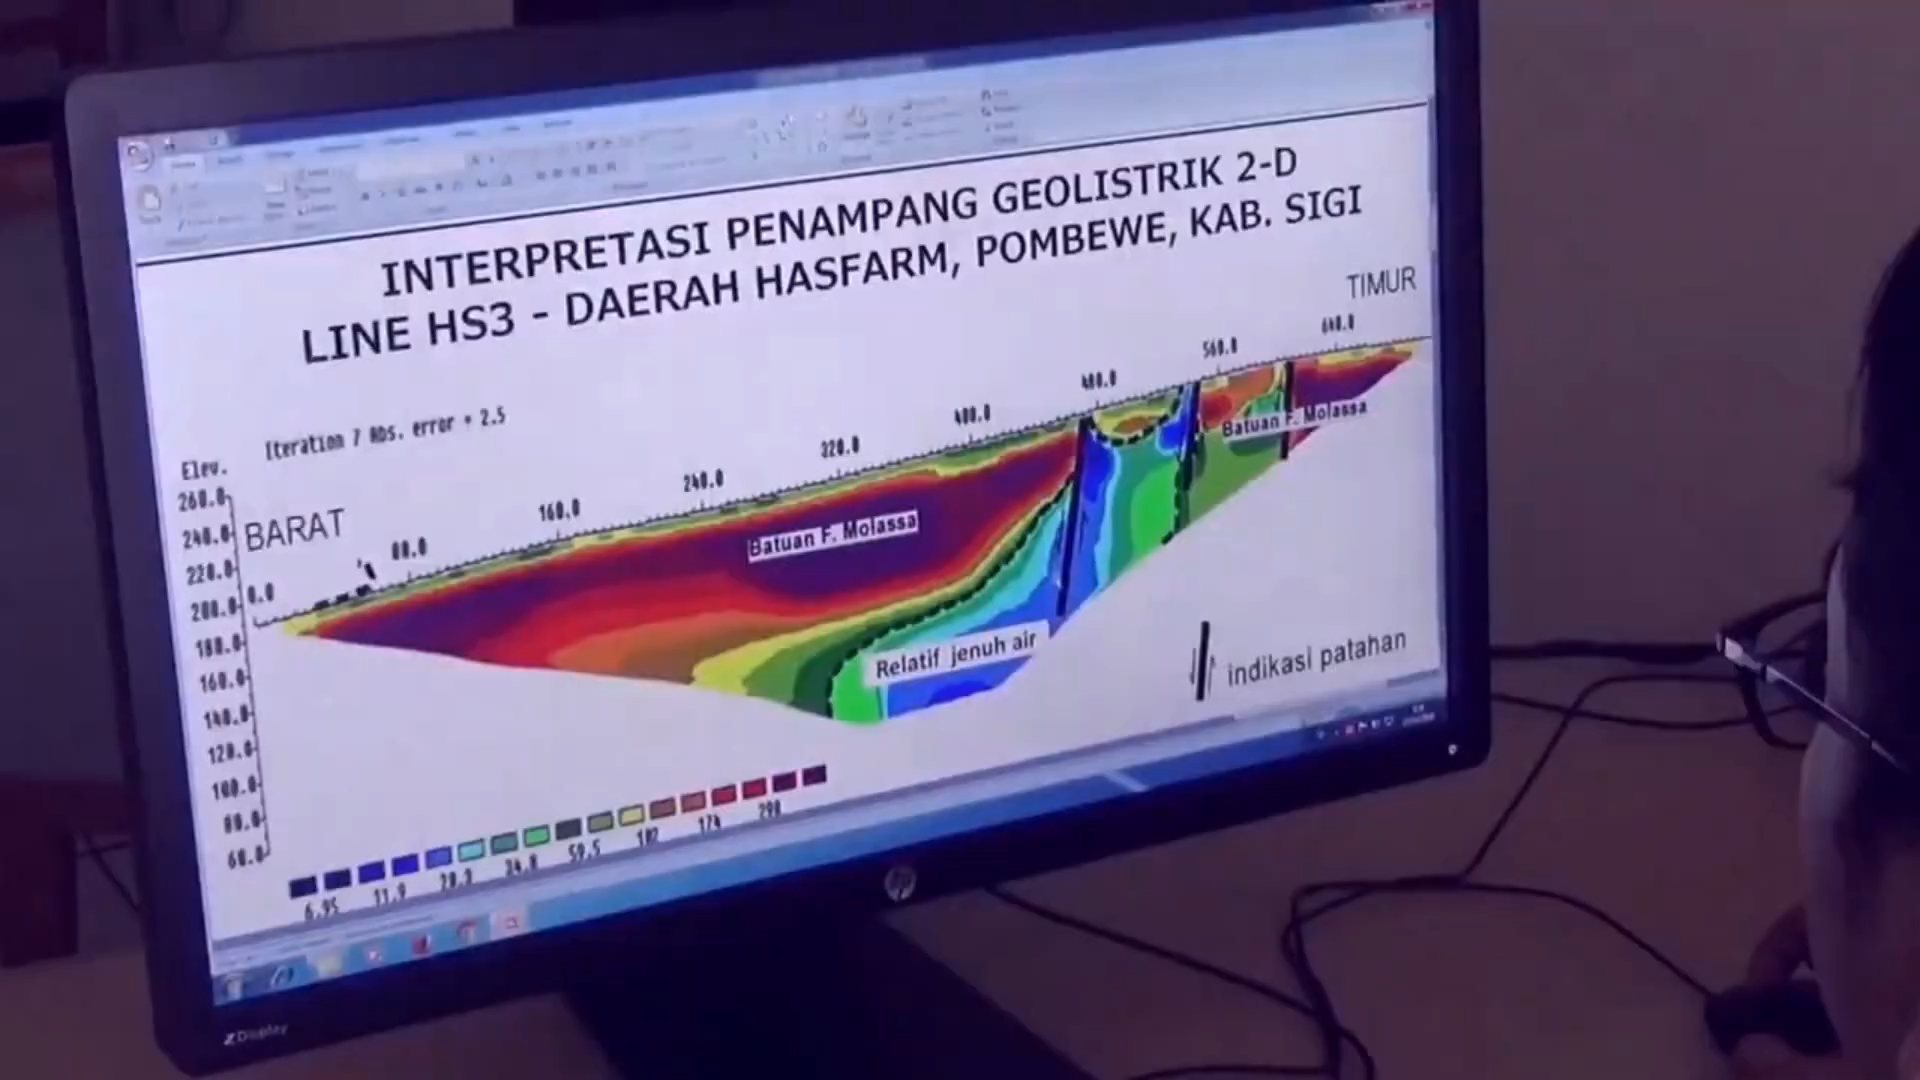 INTERPRETASI PENAMPANG GEOLISTRIK 2-D
LINE HS3 - DAERAH HASFARM, POMBEWE, KAB. SIGI
TIMUR
Iteration 7 Abs. error = 2.5
Elev.
BARAT
260.0
240.0
220.0
200.0
180.0
160.0
140.0
120.0
100.0
80.0
60.0
0.0
80.0
160.0
240.0
320.0
400.0
480.0
560.0
640.0
Batuan F. Molassa
Batuan F. Molassa
Relatif jenuh air
indikasi patahan
6.95
11.9
20.3
34.8
59.5
102
174
298
hp
Z Display